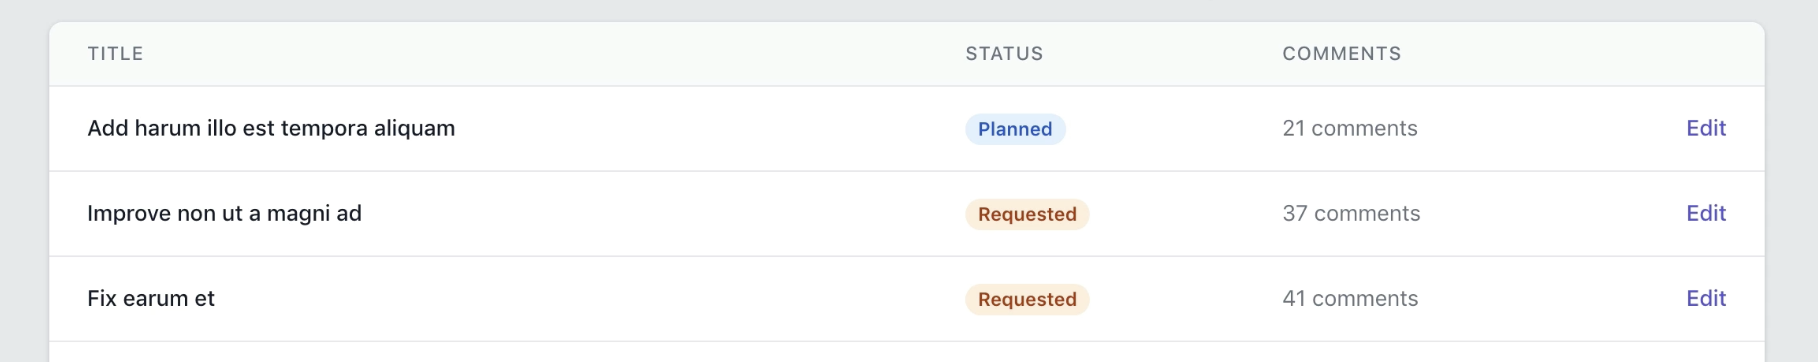 TITLE STATUS COMMENTS
Add harum illo est tempora aliquam Planned 21 comments Edit
Improve non ut a magni ad Requested 37 comments Edit
Fix earum et Requested 41 comments Edit